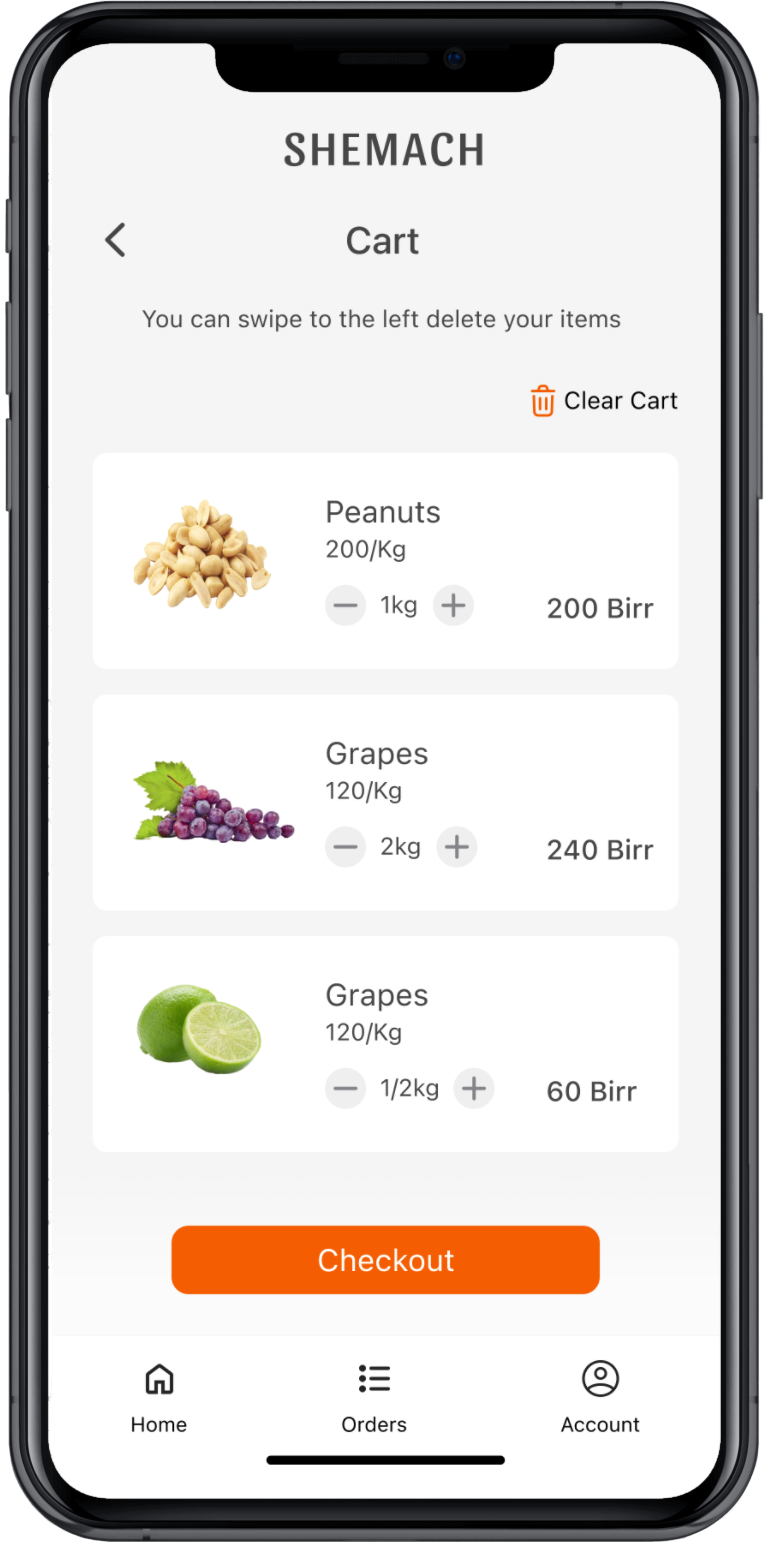 SHEMACH
Cart
You can swipe to the left delete your items
Clear Cart
Peanuts
200/Kg
1kg
200 Birr
Grapes
120/Kg
2kg
240 Birr
Grapes
120/Kg
1/2kg
60 Birr
Checkout
Home
Orders
Account